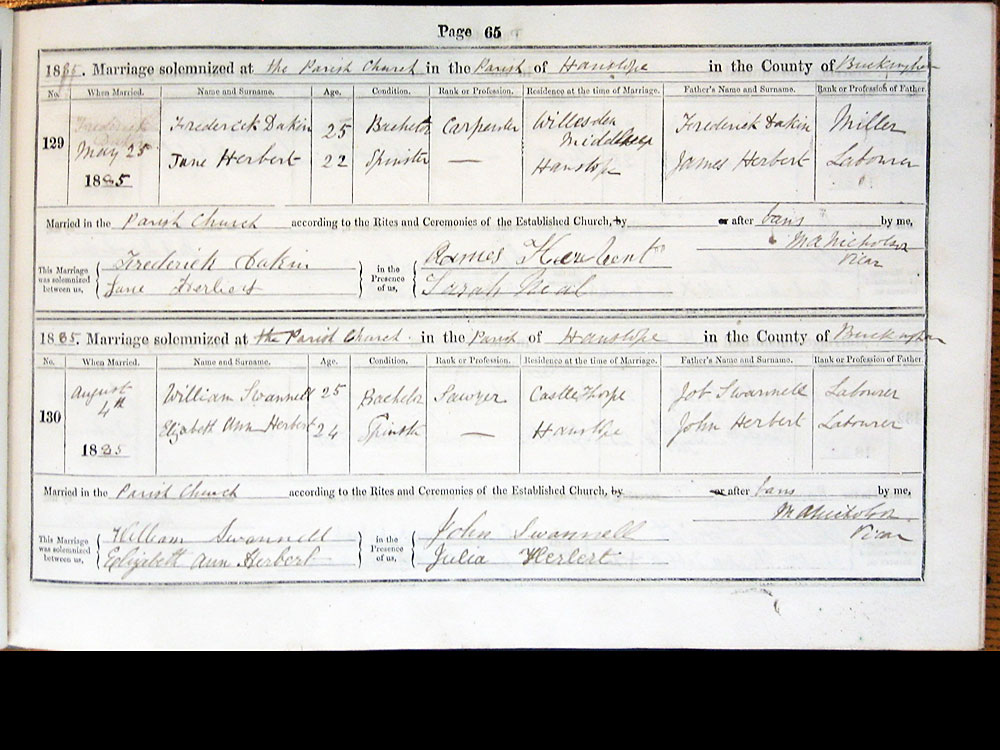 Page 65
1885. Marriage solemnized at the Parish Church in the Parish of Hanslope in the County of Buckingham
No. When Married. Name and Surname. Age. Condition. Rank or Profession. Residence at the time of Marriage. Father's Name and Surname. Rank or Profession of Father.
Frederick Frederick Dakin 25 Bachelor Carpenter Willesden Middlesex Frederick Dakin Miller
129 May 25 Jane Herbert 22 Spinster — Hanslope James Herbert Labourer
1885
Married in the Parish Church according to the Rites and Ceremonies of the Established Church, by or after bans by me,
M A Nicholson
Vicar
This Marriage was solemnized between us, Frederick Dakin in the Presence of us, James Herbert
Jane Herbert Sarah Neal
1885. Marriage solemnized at the Parish Church in the Parish of Hanslope in the County of Buckingham
No. When Married. Name and Surname. Age. Condition. Rank or Profession. Residence at the time of Marriage. Father's Name and Surname. Rank or Profession of Father.
August 4th William Swannell 25 Bachelor Sawyer Castle Thorpe Job Swannell Labourer
130 Elizabeth Ann Herbert 24 Spinster — Hanslope John Herbert Labourer
1885
Married in the Parish Church according to the Rites and Ceremonies of the Established Church, by or after bans by me,
M A Nicholson
Vicar
This Marriage was solemnized between us, William Swannell in the Presence of us, John Swannell
Eglizabeth Ann Herbert Julia Herbert